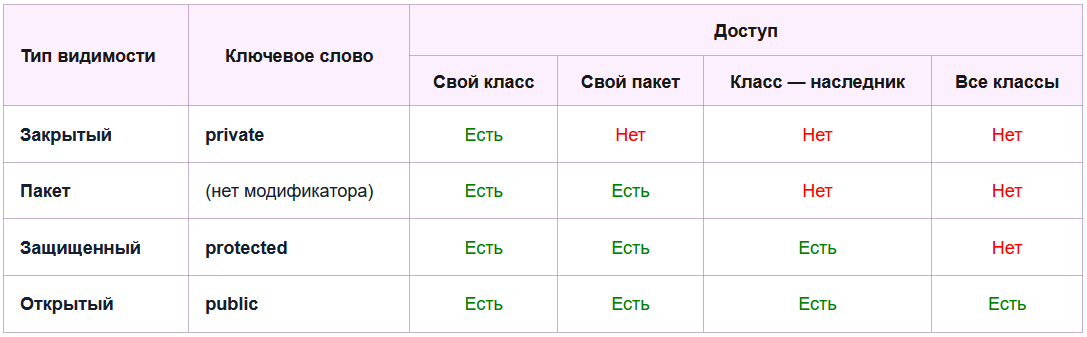 Тип видимости Ключевое слово Доступ
Свой класс Свой пакет Класс — наследник Все классы
Закрытый private Есть Нет Нет Нет
Пакет (нет модификатора) Есть Есть Нет Нет
Защищенный protected Есть Есть Есть Нет
Открытый public Есть Есть Есть Есть